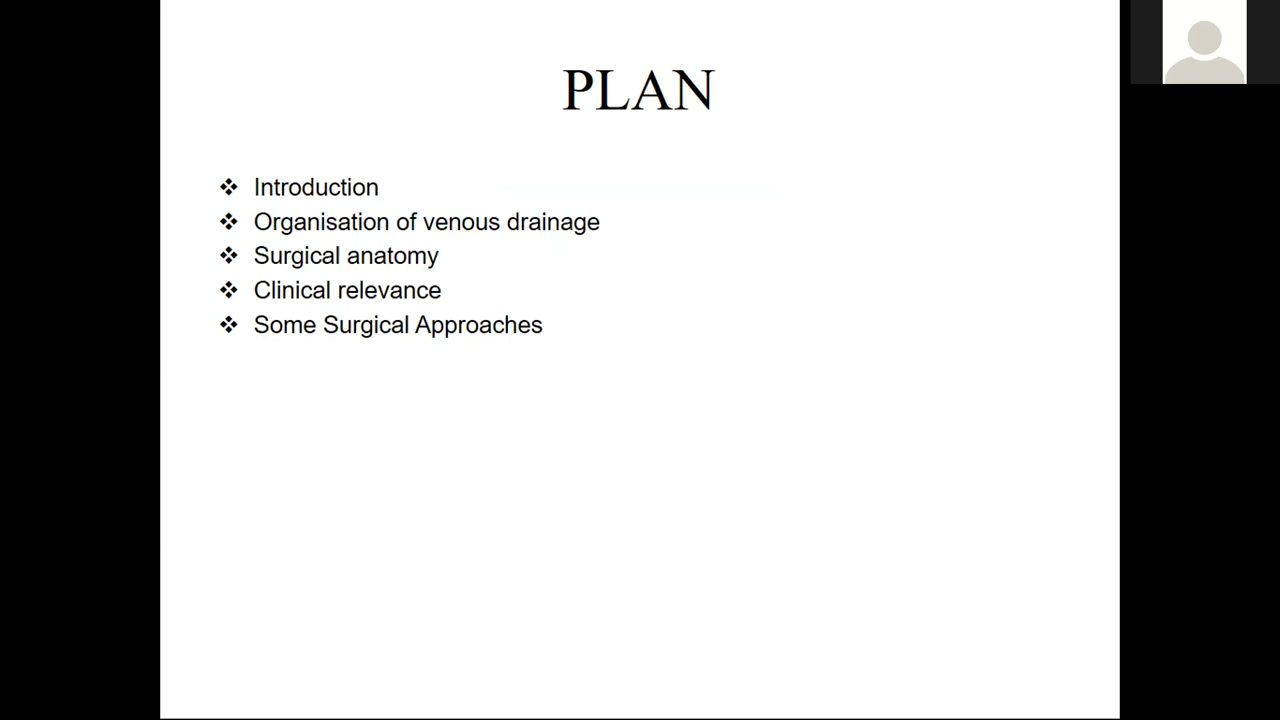 PLAN
Introduction
Organisation of venous drainage
Surgical anatomy
Clinical relevance
Some Surgical Approaches